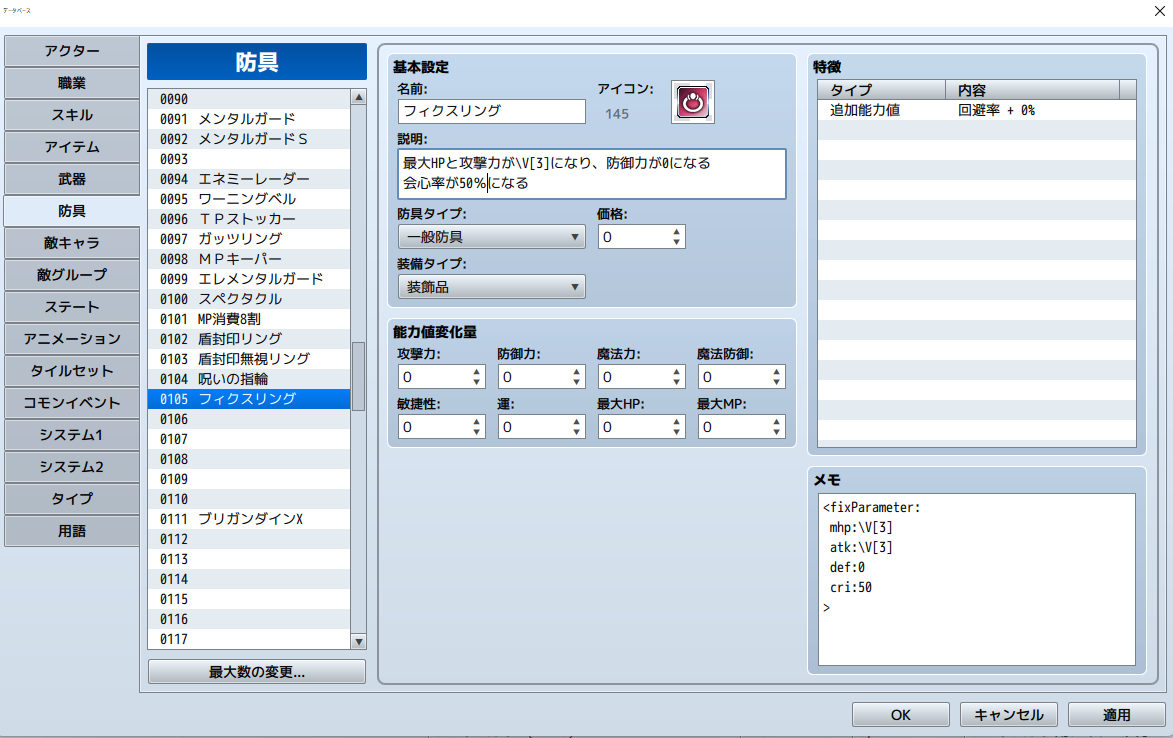 データベース
アクター
職業
スキル
アイテム
武器
防具
敵キャラ
敵グループ
ステート
アニメーション
タイルセット
コモンイベント
システム1
システム2
タイプ
用語
防具
0090
0091 メンタルガード
0092 メンタルガードS
0093
0094 エネミーレーダー
0095 ワーニングベル
0096 TPストッカー
0097 ガッツリング
0098 MPキーパー
0099 エレメンタルガード
0100 スペクタクル
0101 MP消費8割
0102 盾封印リング
0103 盾封印無視リング
0104 呪いの指輪
0105 フィクスリング
0106
0107
0108
0109
0110
0111 ブリガンダインX
0112
0113
0114
0115
0116
0117
最大数の変更...
基本設定
名前: アイコン:
フィクスリング 145
説明:
最大HPと攻撃力が\V[3]になり、防御力が0になる
会心率が50%になる
防具タイプ: 価格:
一般防具 0
装備タイプ:
装飾品
能力値変化量
攻撃力: 防御力: 魔法力: 魔法防御:
0 0 0 0
敏捷性: 運: 最大HP: 最大MP:
0 0 0 0
特徴
タイプ 内容
追加能力値 回避率 + 0%
メモ
<fixParameter:
mhp:\V[3]
atk:\V[3]
def:0
cri:50
>
OK キャンセル 適用